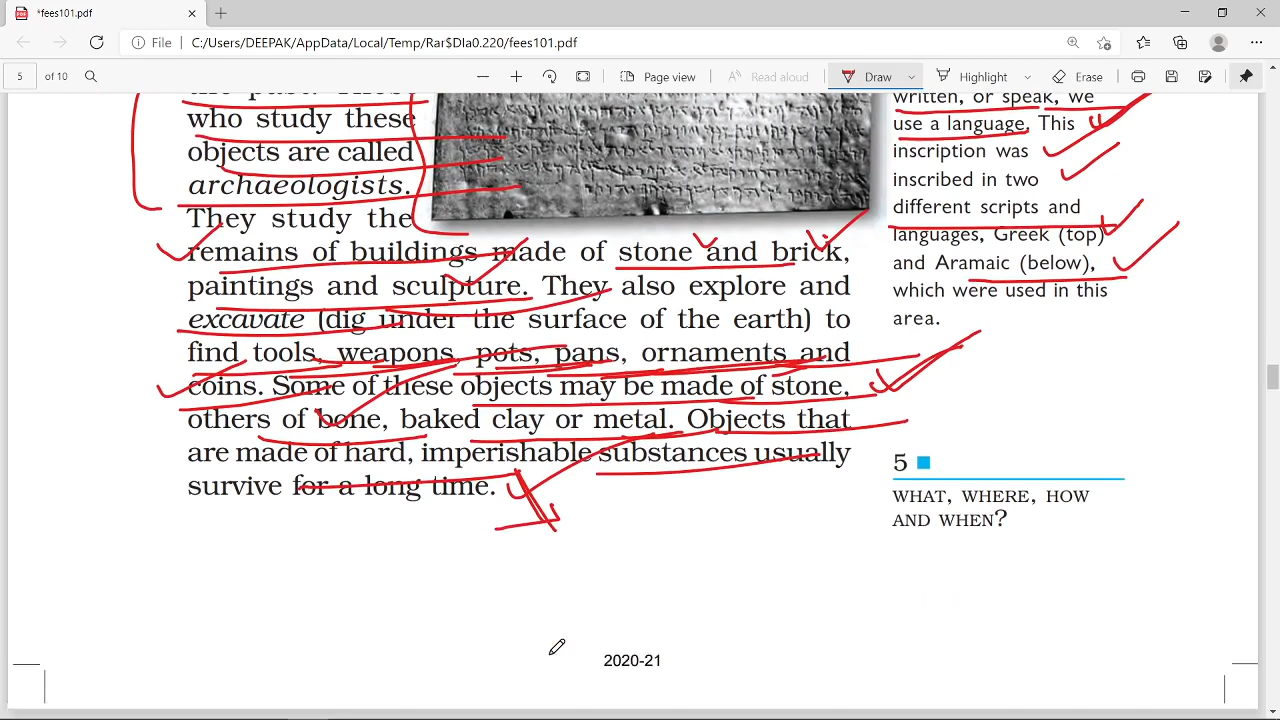 *fees101.pdf
File
C:/Users/DEEPAK/AppData/Local/Temp/Rar$DIa0.220/fees101.pdf
5 of 10
Page view
Read aloud
Draw
Highlight
Erase
the past. These
who study these
objects are called
archaeologists.
They study the
remains of buildings made of stone and brick,
paintings and sculpture. They also explore and
excavate (dig under the surface of the earth) to
find tools, weapons, pots, pans, ornaments and
coins. Some of these objects may be made of stone,
others of bone, baked clay or metal. Objects that
are made of hard, imperishable substances usually
survive for a long time.
written, or speak, we
use a language. This
inscription was
inscribed in two
different scripts and
languages, Greek (top)
and Aramaic (below),
which were used in this
area.
5
WHAT, WHERE, HOW
AND WHEN?
2020-21